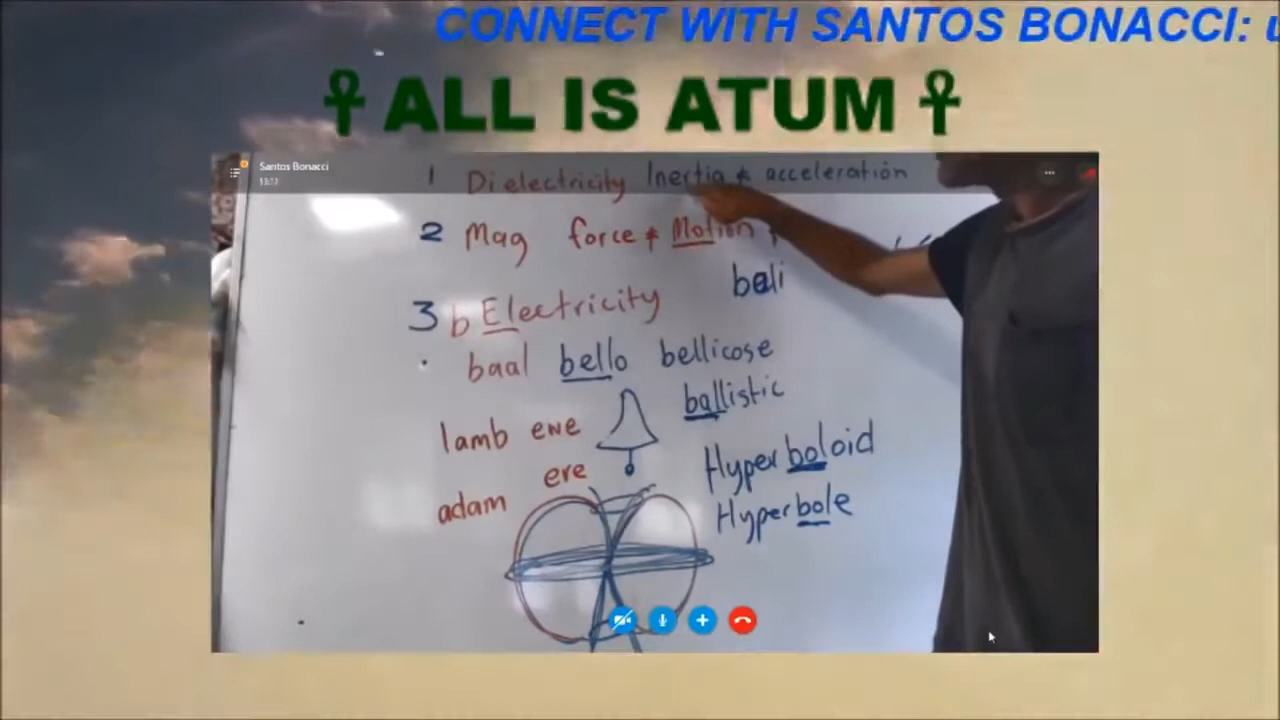 CONNECT WITH SANTOS BONACCI: u
☥ ALL IS ATUM ☥
Santos Bonacci
1 Dielectricity Inertia & acceleration
2 Mag force & Motion
bali
3 b Electricity
baal bello bellicose
ballistic
lamb ewe
ere
Hyperboloid
adam
Hyperbole